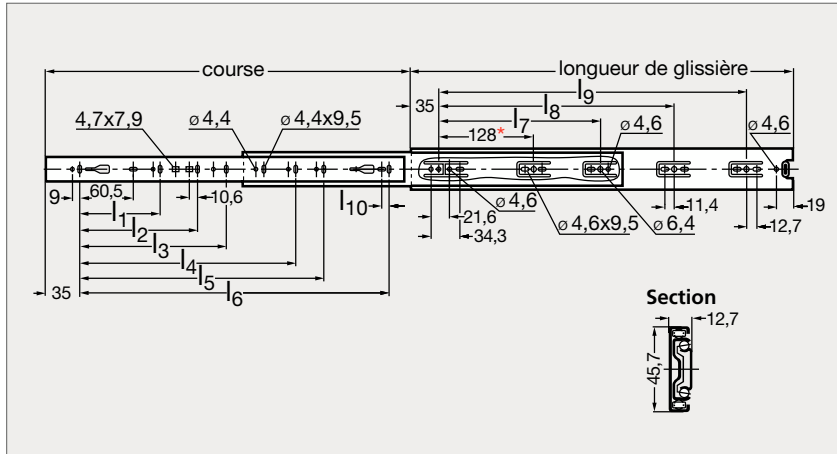 course
longueur de glissière
l9
35
l8
4,7x7,9
ø 4,4
ø 4,4x9,5
l7
ø 4,6
ø 4,6
128*
9
60,5
10,6
l10
ø 4,6
21,6
ø 4,6x9,5
ø 6,4
11,4
19
l1
l2
34,3
12,7
l3
l4
l5
35
l6
Section
12,7
45,7